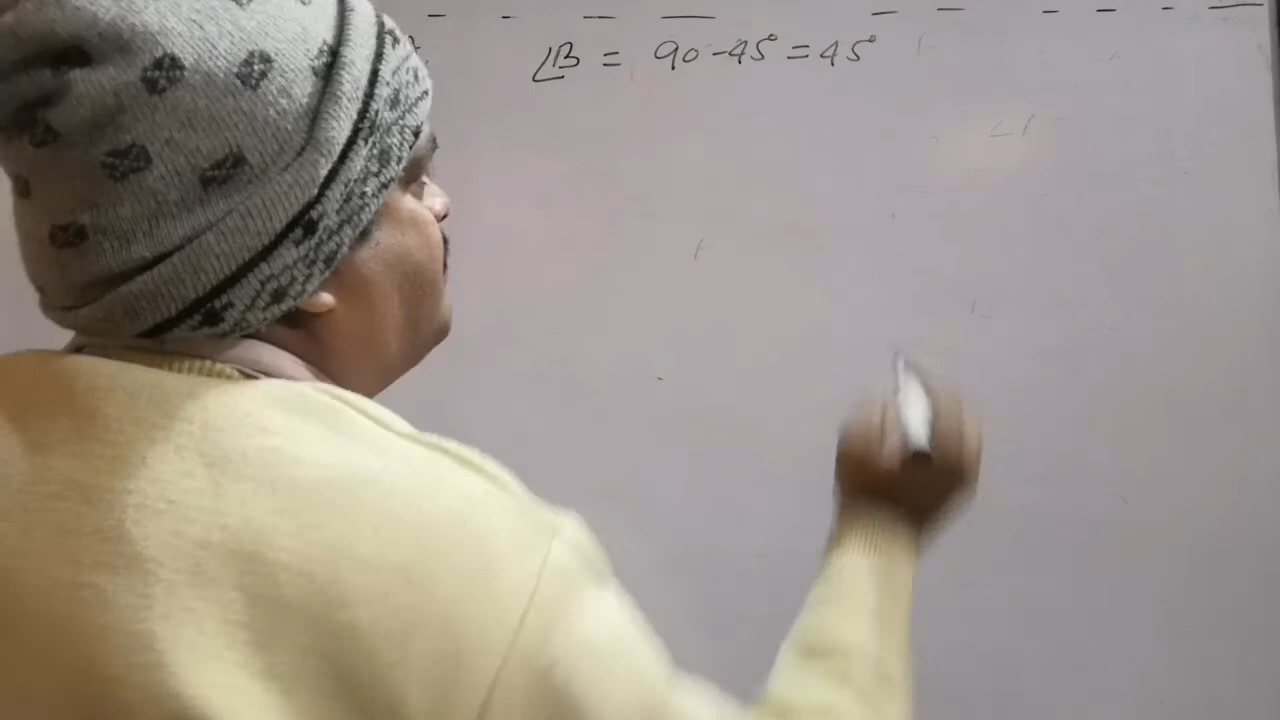 ∠B = 90-45° = 45°